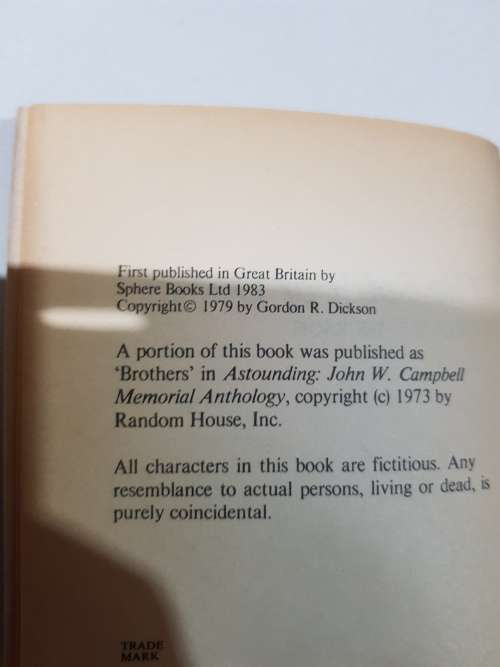 First published in Great Britain by
Sphere Books Ltd 1983
Copyright© 1979 by Gordon R. Dickson
A portion of this book was published as
‘Brothers’ in Astounding: John W. Campbell
Memorial Anthology, copyright (c) 1973 by
Random House, Inc.
All characters in this book are fictitious. Any
resemblance to actual persons, living or dead, is
purely coincidental.
TRADE
MARK